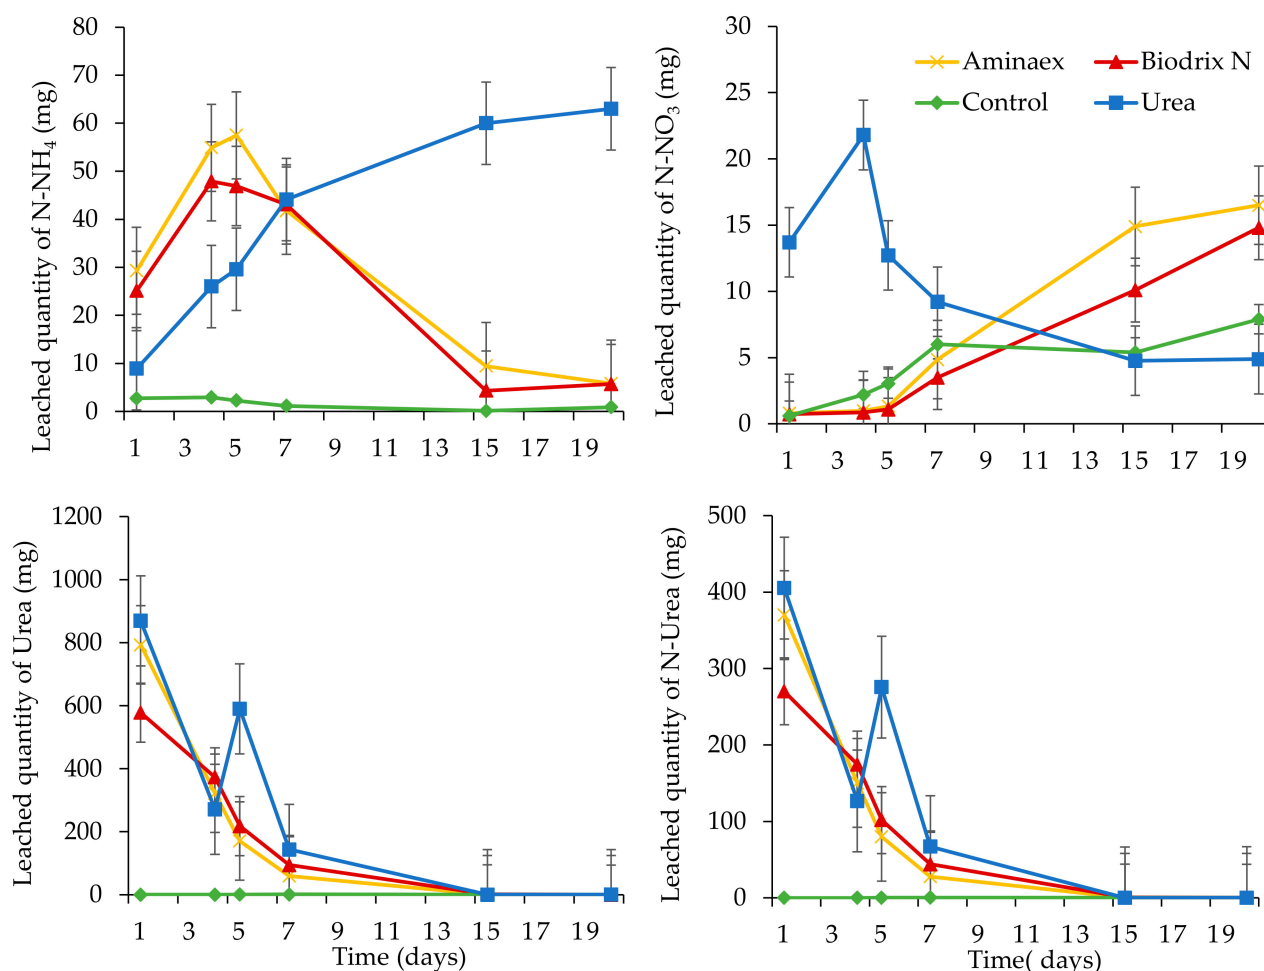 Leached quantity of N-NH4 (mg)
80
70
60
50
40
30
20
10
0
1 3 5 7 9 11 13 15 17 19
Leached quantity of N-NO3 (mg)
30
25
20
15
10
5
0
Aminaex Biodrix N
Control Urea
1 3 5 7 9 11 13 15 17 19
Leached quantity of Urea (mg)
1200
1000
800
600
400
200
0
1 3 5 7 9 11 13 15 17 19
Time (days)
Leached quantity of N-Urea (mg)
500
400
300
200
100
0
1 3 5 7 9 11 13 15 17 19
Time( days)